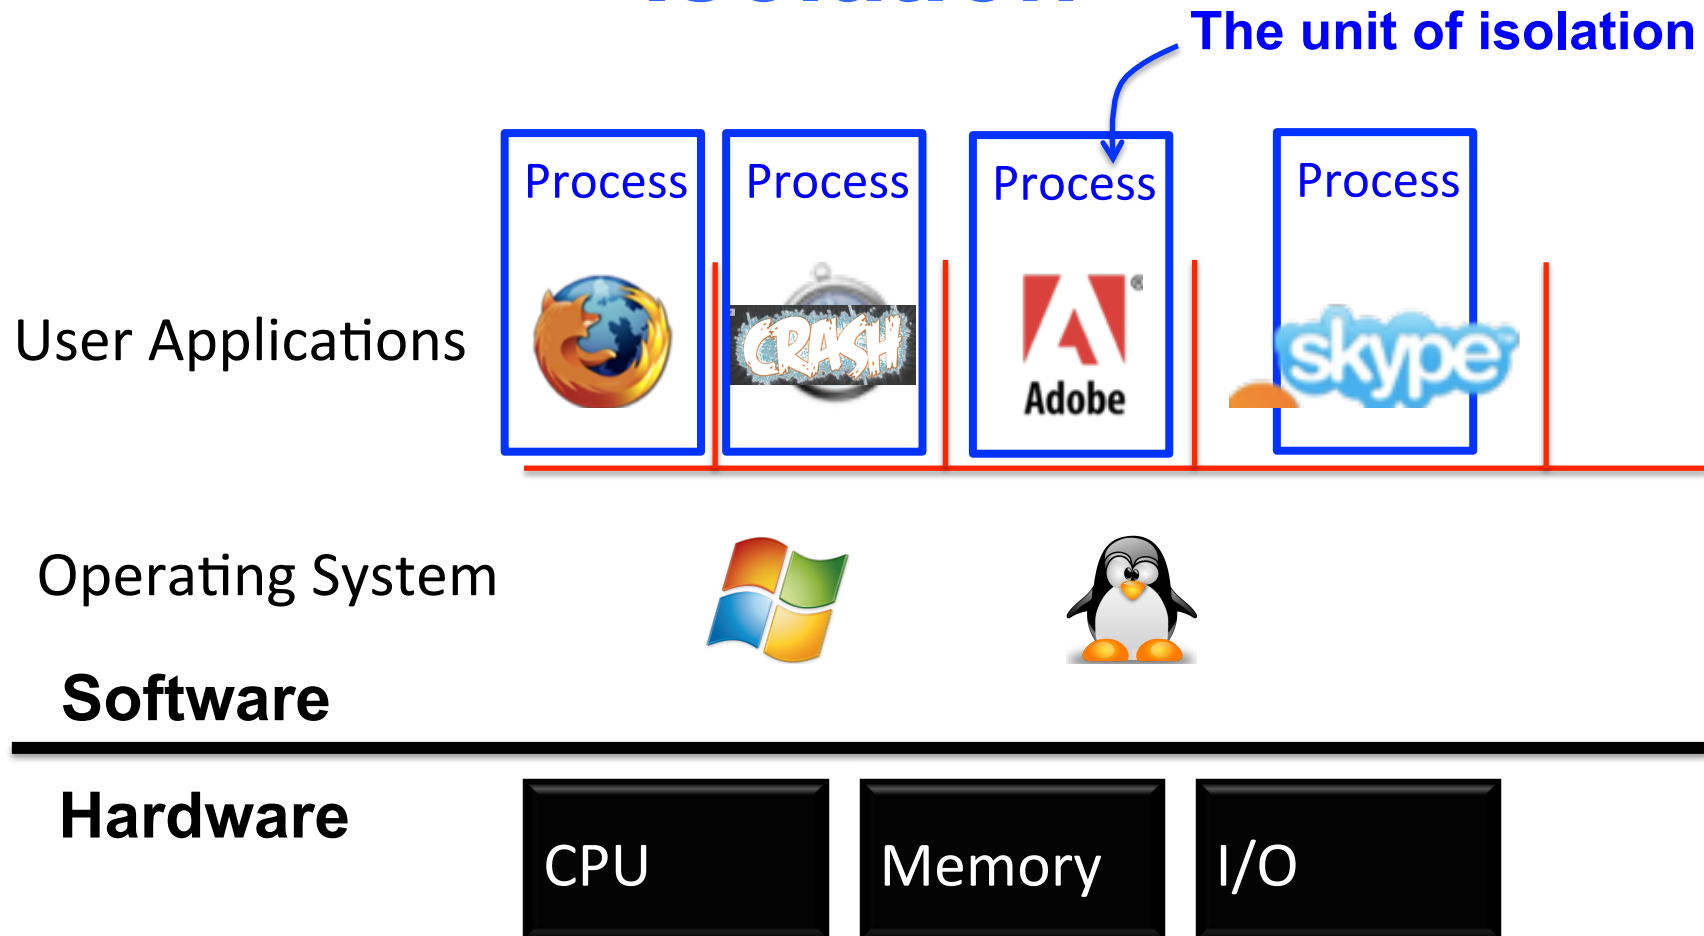 Isolation
The unit of isolation
Process Process Process Process
User Applications
CRASH
Adobe
skype
Operating System
Software
Hardware
CPU Memory I/O